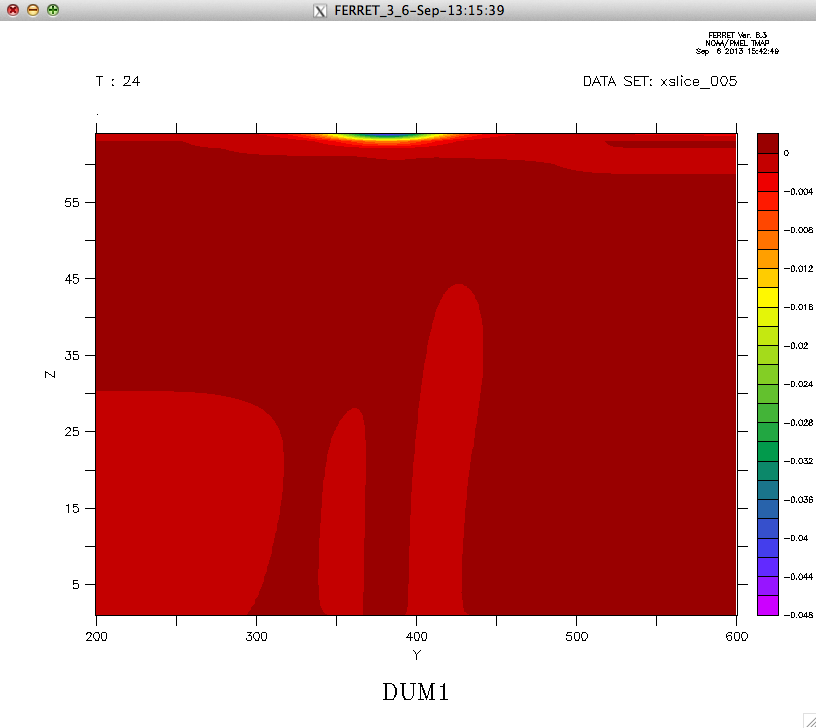 FERRET_3_6-Sep-13:15:39
FERRET Ver. 6.3
NOAA/PMEL TMAP
Sep 6 2013 15:42:49
T : 24
DATA SET: xslice_005
0
-0.004
-0.008
-0.012
-0.016
-0.02
-0.024
-0.028
-0.032
-0.036
-0.04
-0.044
-0.048
55
45
35
25
15
5
Z
200 300 400 500 600
Y
DUM1